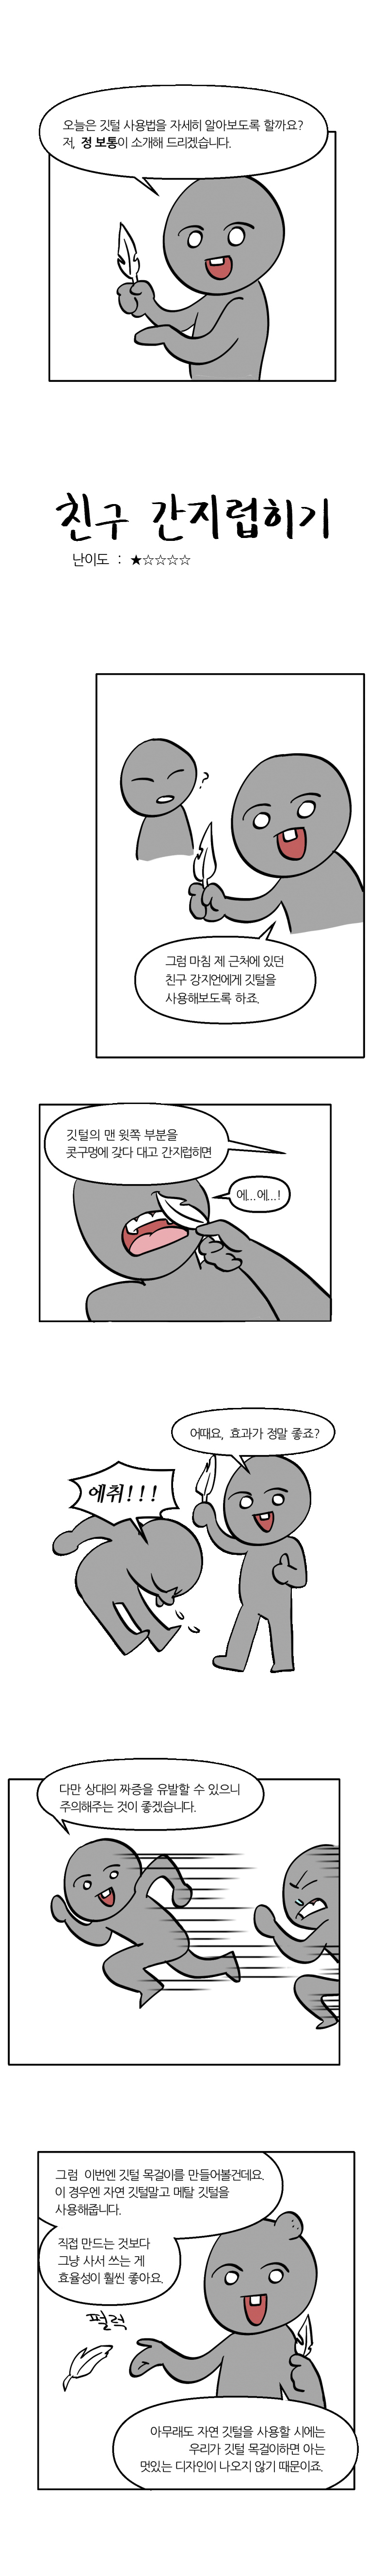 오늘은 깃털 사용법을 자세히 알아보도록 할까요?
저, 정 보통이 소개해 드리겠습니다.
친구 간지럽히기
난이도 : ★☆☆☆☆
?
그럼 마침 제 근처에 있던
친구 강지언에게 깃털을
사용해보도록 하죠.
깃털의 맨 윗쪽 부분을
콧구멍에 갖다 대고 간지럽히면
에...에...!
어때요, 효과가 정말 좋죠?
에취!!!
다만 상대의 짜증을 유발할 수 있으니
주의해주는 것이 좋겠습니다.
그럼 이번엔 깃털 목걸이를 만들어볼건데요.
이 경우엔 자연 깃털말고 메탈 깃털을
사용해줍니다.
직접 만드는 것보다
그냥 사서 쓰는 게
효율성이 훨씬 좋아요.
펄럭
아무래도 자연 깃털을 사용할 시에는
우리가 깃털 목걸이하면 아는
멋있는 디자인이 나오지 않기 때문이죠.